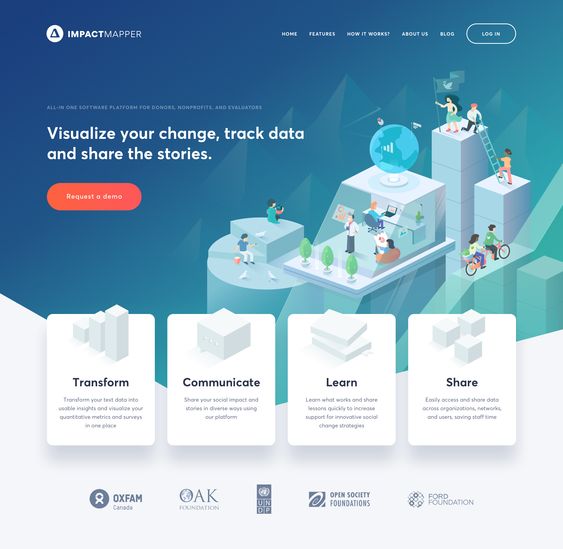 IMPACTMAPPER
HOME FEATURES HOW IT WORKS? ABOUT US BLOG LOG IN
ALL-IN ONE SOFTWARE PLATFORM FOR DONORS, NONPROFITS, AND EVALUATORS
Visualize your change, track data
and share the stories.
Request a demo
Transform
Transform your text data into
usable insights and visualize your
quantitative metrics and surveys
in one place
Communicate
Share your social impact and
stories in diverse ways using
our platform
Learn
Learn what works and share
lessons quickly to increase
support for innovative social
change strategies
Share
Easily access and share data
across organizations, networks,
and users, saving staff time
OXFAM
Canada
OAK
FOUNDATION
UN
DP
OPEN SOCIETY
FOUNDATIONS
FORD
FOUNDATION